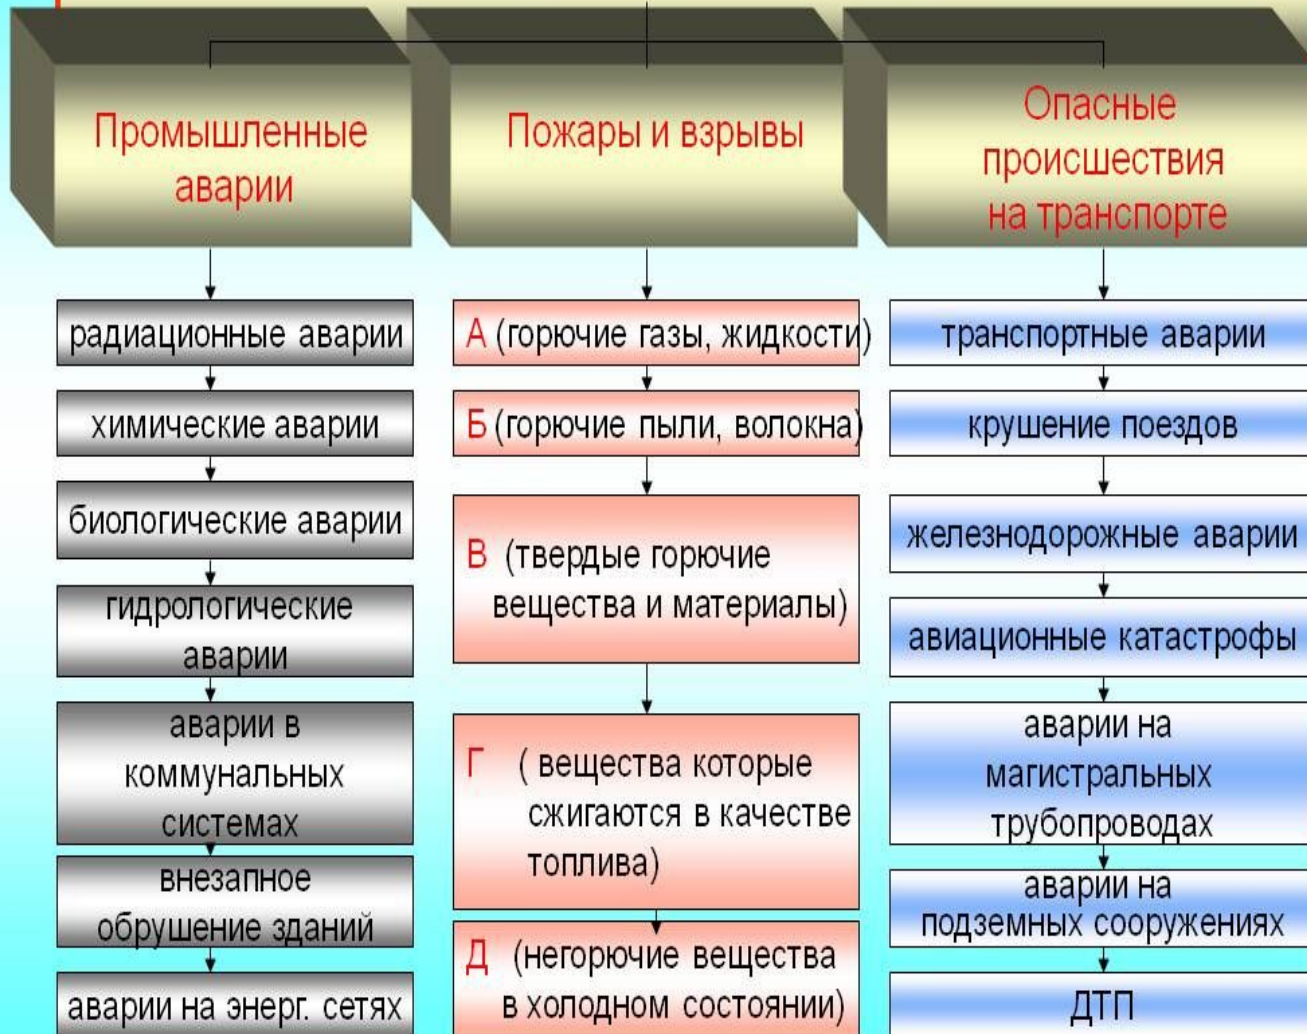 Промышленные
аварии
радиационные аварии
химические аварии
биологические аварии
гидрологические
аварии
аварии в
коммунальных
системах
внезапное
обрушение зданий
аварии на энерг. сетях
Пожары и взрывы
А (горючие газы, жидкости)
Б (горючие пыли, волокна)
В (твердые горючие
вещества и материалы)
Г ( вещества которые
сжигаются в качестве
топлива)
Д (негорючие вещества
в холодном состоянии)
Опасные
происшествия
на транспорте
транспортные аварии
крушение поездов
железнодорожные аварии
авиационные катастрофы
аварии на
магистральных
трубопроводах
аварии на
подземных сооружениях
ДТП